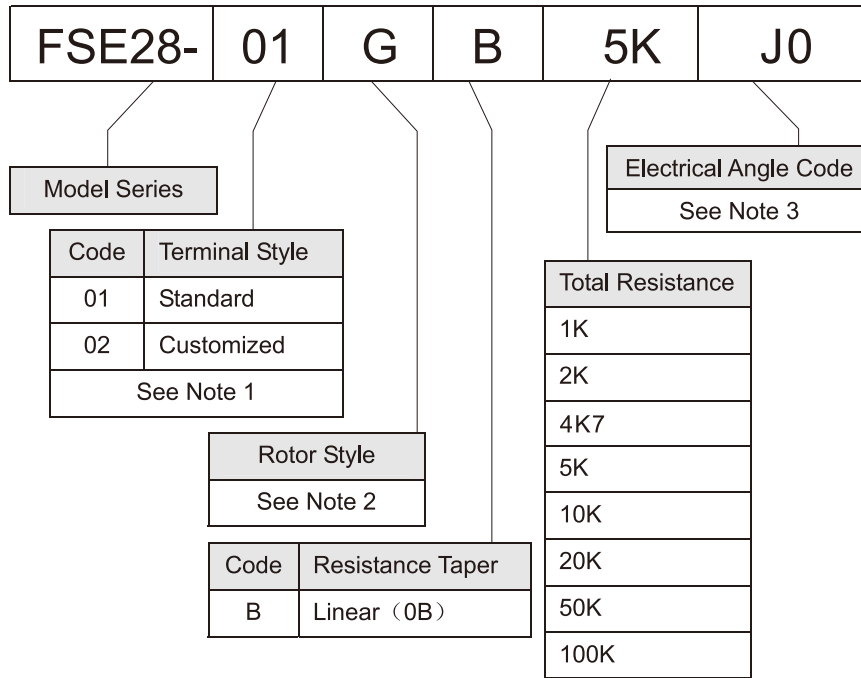 FSE28- 01 G B 5K J0
Model Series
Electrical Angle Code
See Note 3
Code Terminal Style
01 Standard
02 Customized
See Note 1
Total Resistance
1K
2K
4K7
5K
10K
20K
50K
100K
Rotor Style
See Note 2
Code Resistance Taper
B Linear（0B）